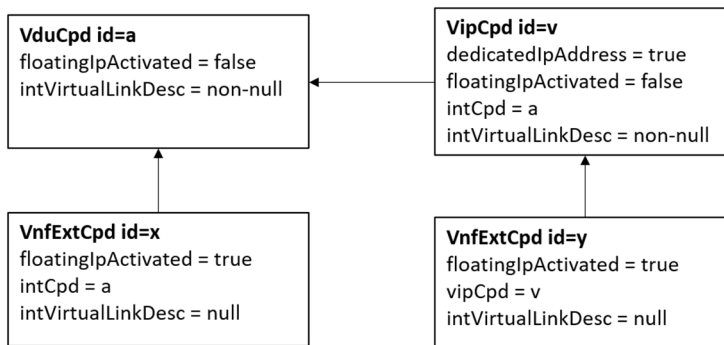 VduCpd id=a
floatingIpActivated = false
intVirtualLinkDesc = non-null
VipCpd id=v
dedicatedIpAddress = true
floatingIpActivated = false
intCpd = a
intVirtualLinkDesc = non-null
VnfExtCpd id=x
floatingIpActivated = true
intCpd = a
intVirtualLinkDesc = null
VnfExtCpd id=y
floatingIpActivated = true
vipCpd = v
intVirtualLinkDesc = null